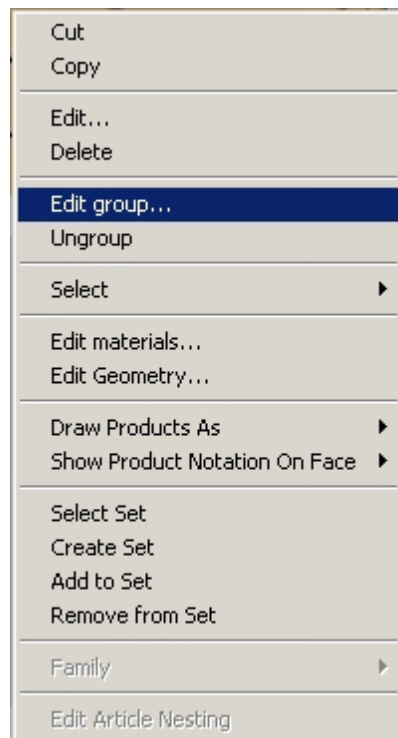 Cut
Copy
Edit...
Delete
Edit group...
Ungroup
Select
Edit materials...
Edit Geometry...
Draw Products As
Show Product Notation On Face
Select Set
Create Set
Add to Set
Remove from Set
Family
Edit Article Nesting